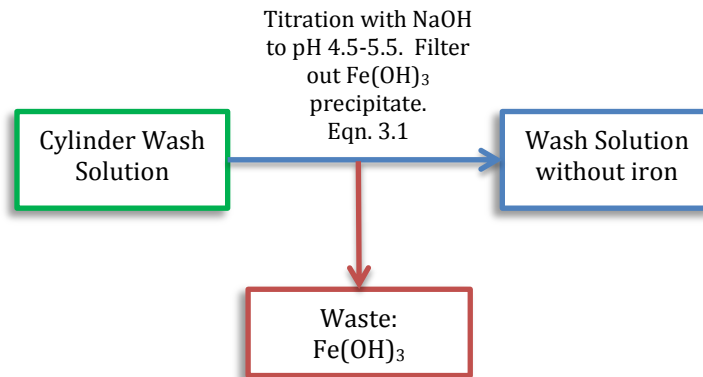 Titration with NaOH
to pH 4.5-5.5.  Filter
out Fe(OH)₃
precipitate.
Eqn. 3.1
Cylinder Wash
Solution
Wash Solution
without iron
Waste:
Fe(OH)₃